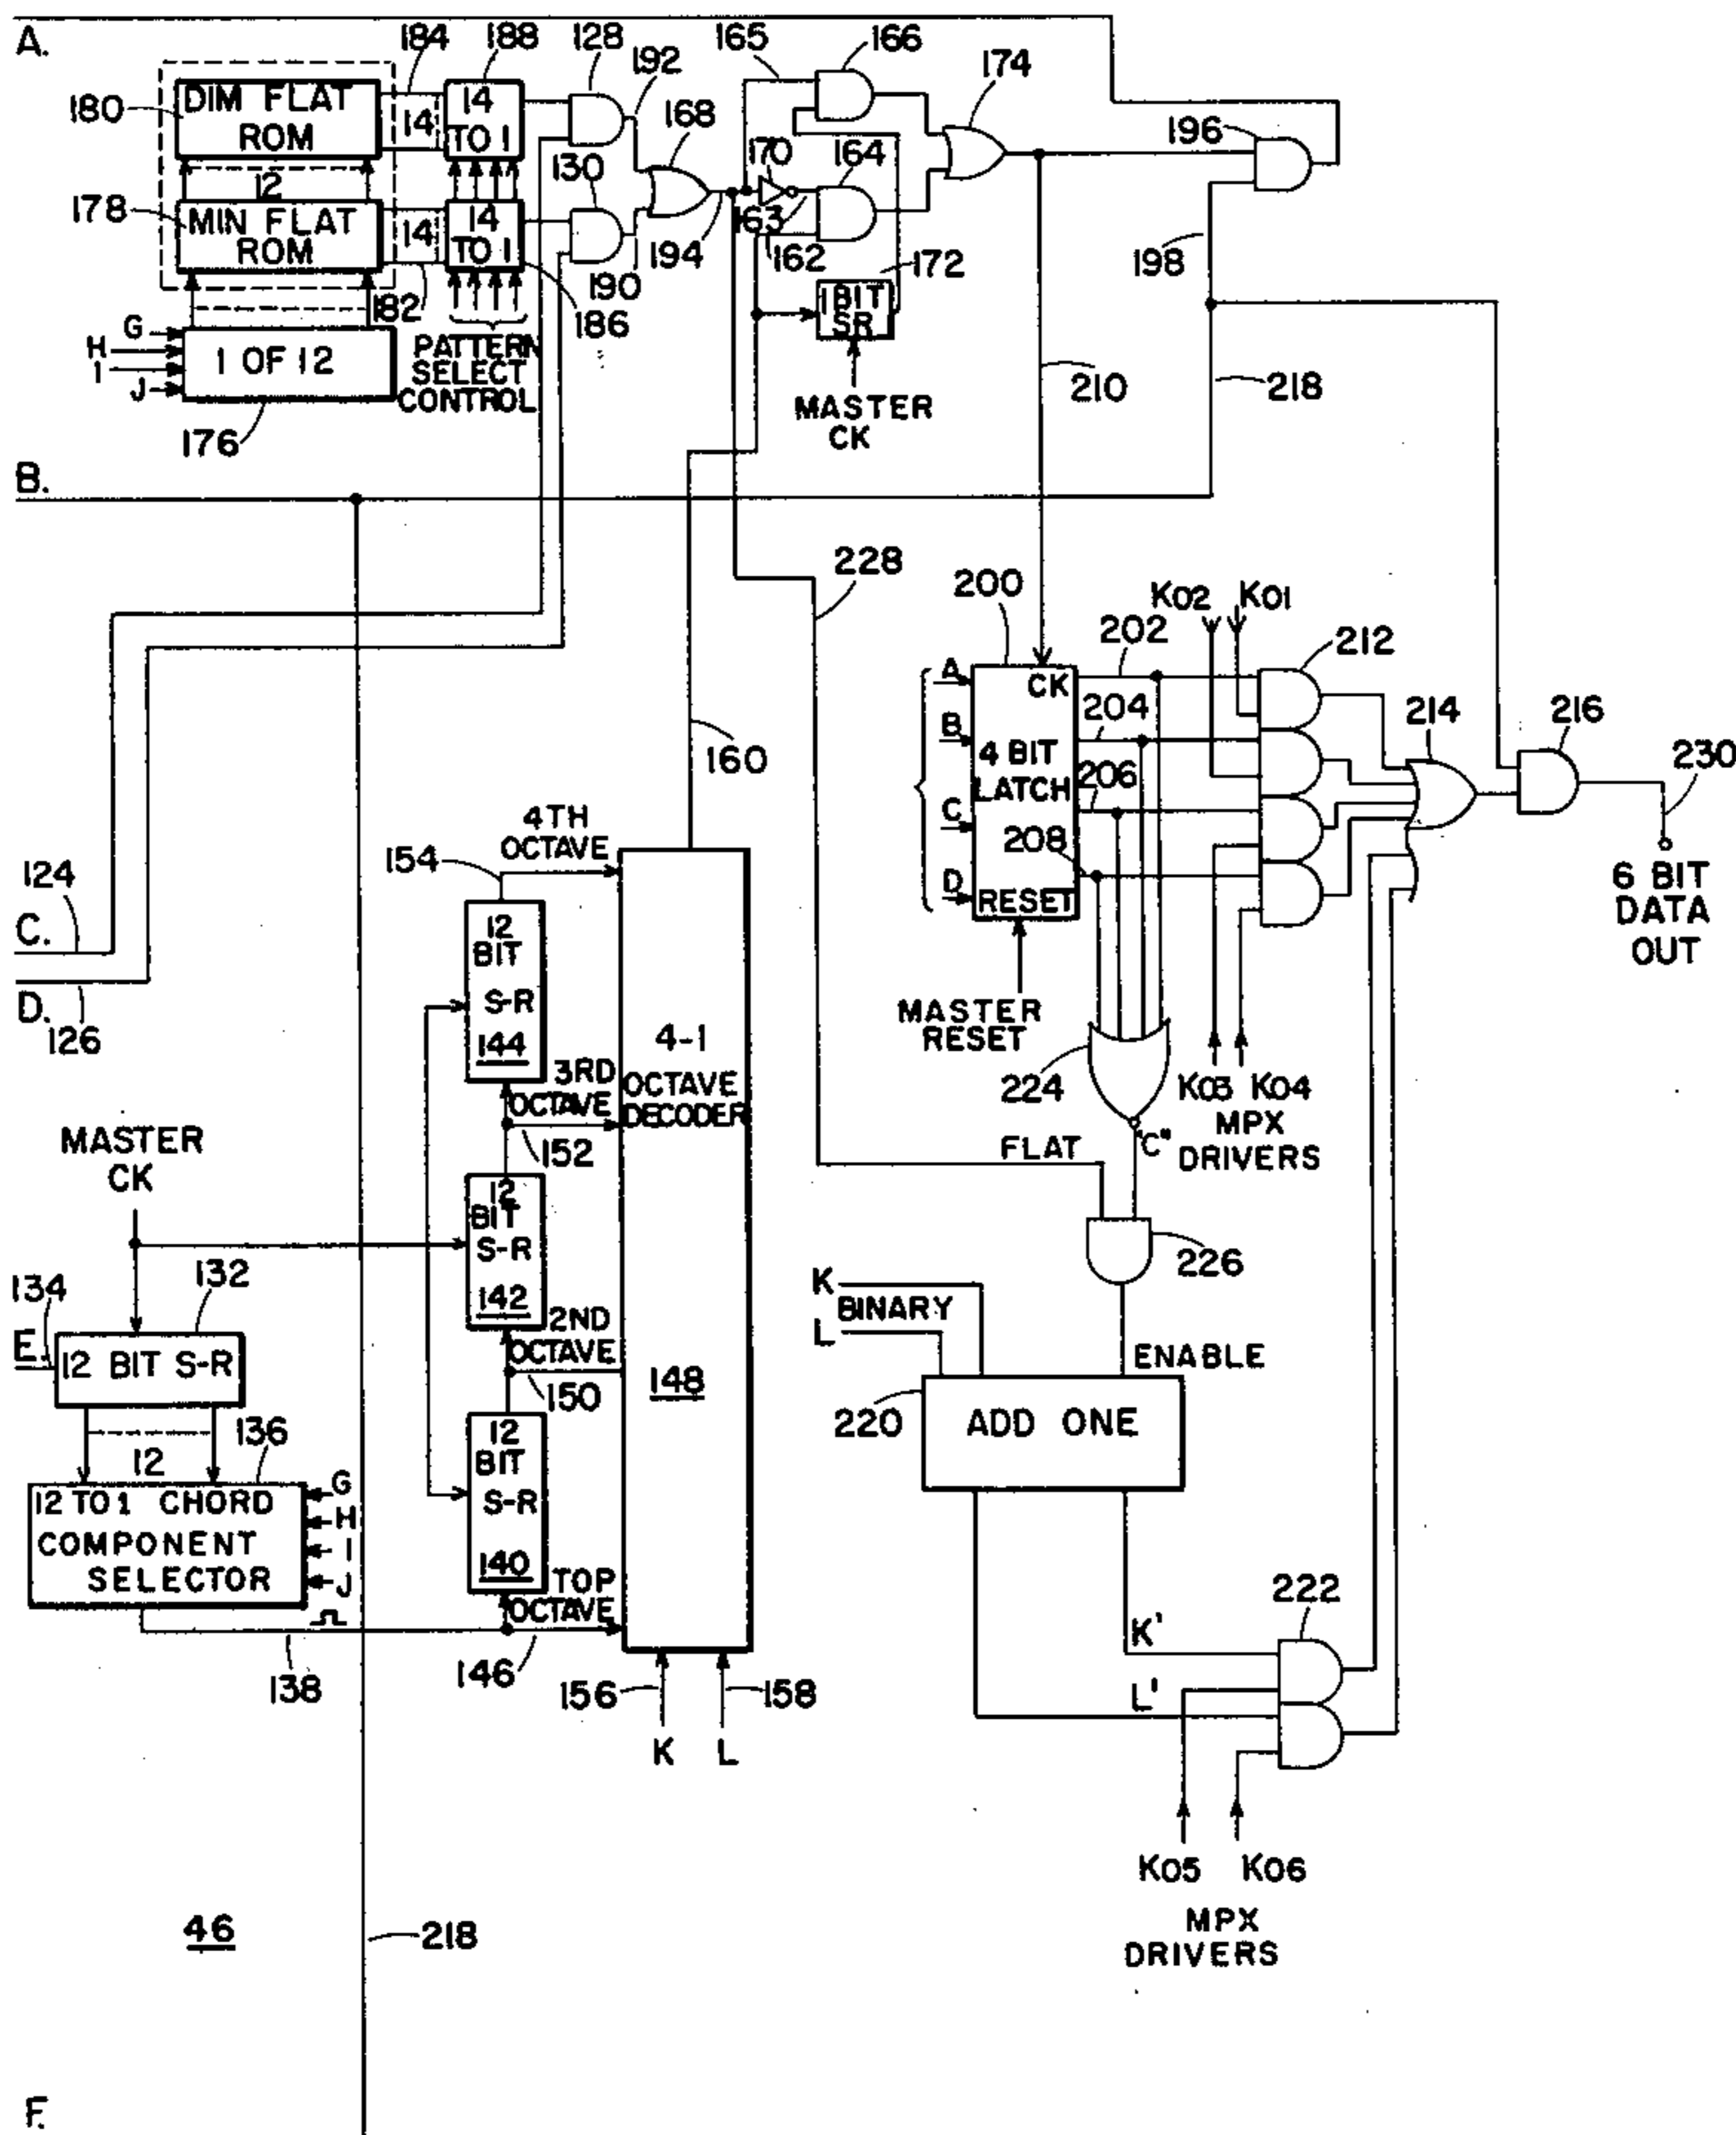 A.
184
188
128
192
165
166
174
196
180
DIM FLAT
ROM
14
14
TO 1
168
130
170
164
12
178
MIN FLAT
ROM
14
14
TO 1
163
162
194
190
172
198
182
186
1 BIT
SR
G
H
I
J
1 OF 12
PATTERN
SELECT
CONTROL
MASTER
CK
210
218
176
B.
228
200
K02
K01
202
212
A
CK
204
214
216
B
4 BIT
LATCH
206
160
230
C
4TH
OCTAVE
208
154
D
RESET
6 BIT
DATA
OUT
124
C.
12
BIT
S-R
144
D.
126
MASTER
RESET
4-1
OCTAVE
DECODER
3RD
OCTAVE
224
K03
K04
MPX
DRIVERS
"C"
FLAT
MASTER
CK
152
12
BIT
S-R
142
226
134
132
E.
12 BIT S-R
K
BINARY
L
2ND
OCTAVE
ENABLE
150
148
220
ADD ONE
136
12
12
BIT
S-R
140
12 TO 1 CHORD
COMPONENT
SELECTOR
G
H
I
J
TOP
OCTAVE
222
K'
138
146
156
158
L'
K
L
K05
K06
MPX
DRIVERS
46
218
F.